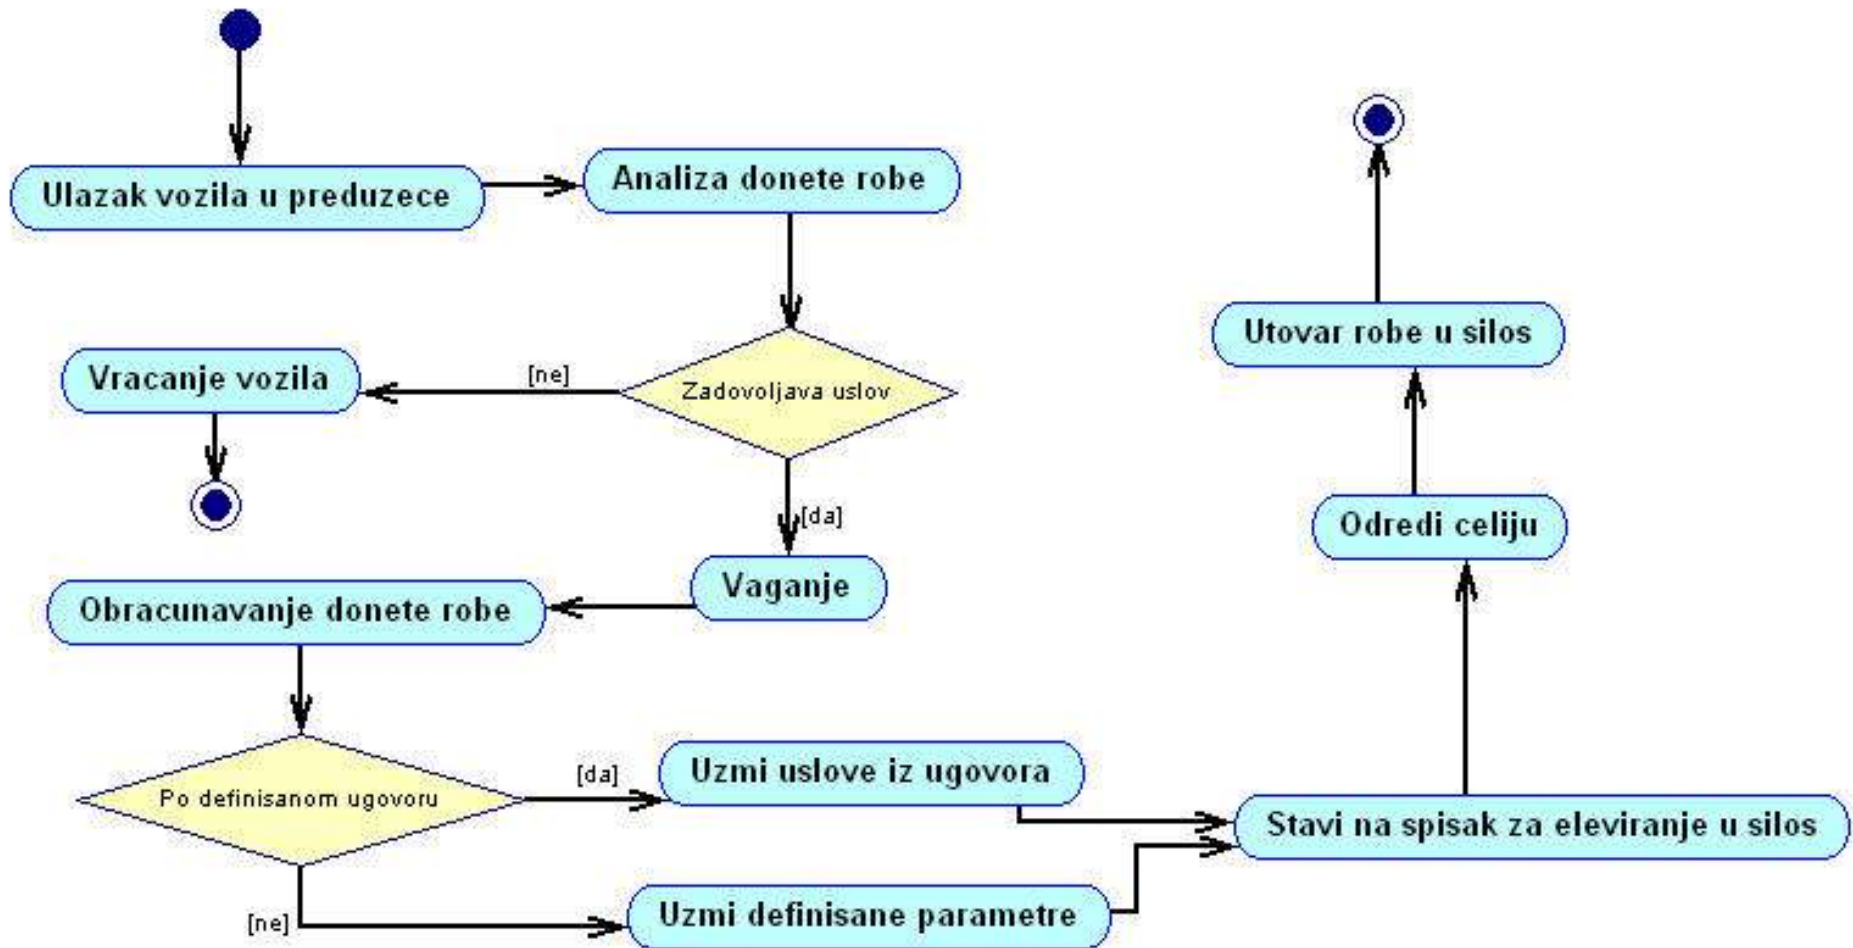 Ulazak vozila u preduzece
Analiza donete robe
Zadovoljava uslov
[ne]
Vracanje vozila
[da]
Vaganje
Obracunavanje donete robe
Po definisanom ugovoru
[da]
Uzmi uslove iz ugovora
[ne]
Uzmi definisane parametre
Stavi na spisak za eleviranje u silos
Odredi celiju
Utovar robe u silos